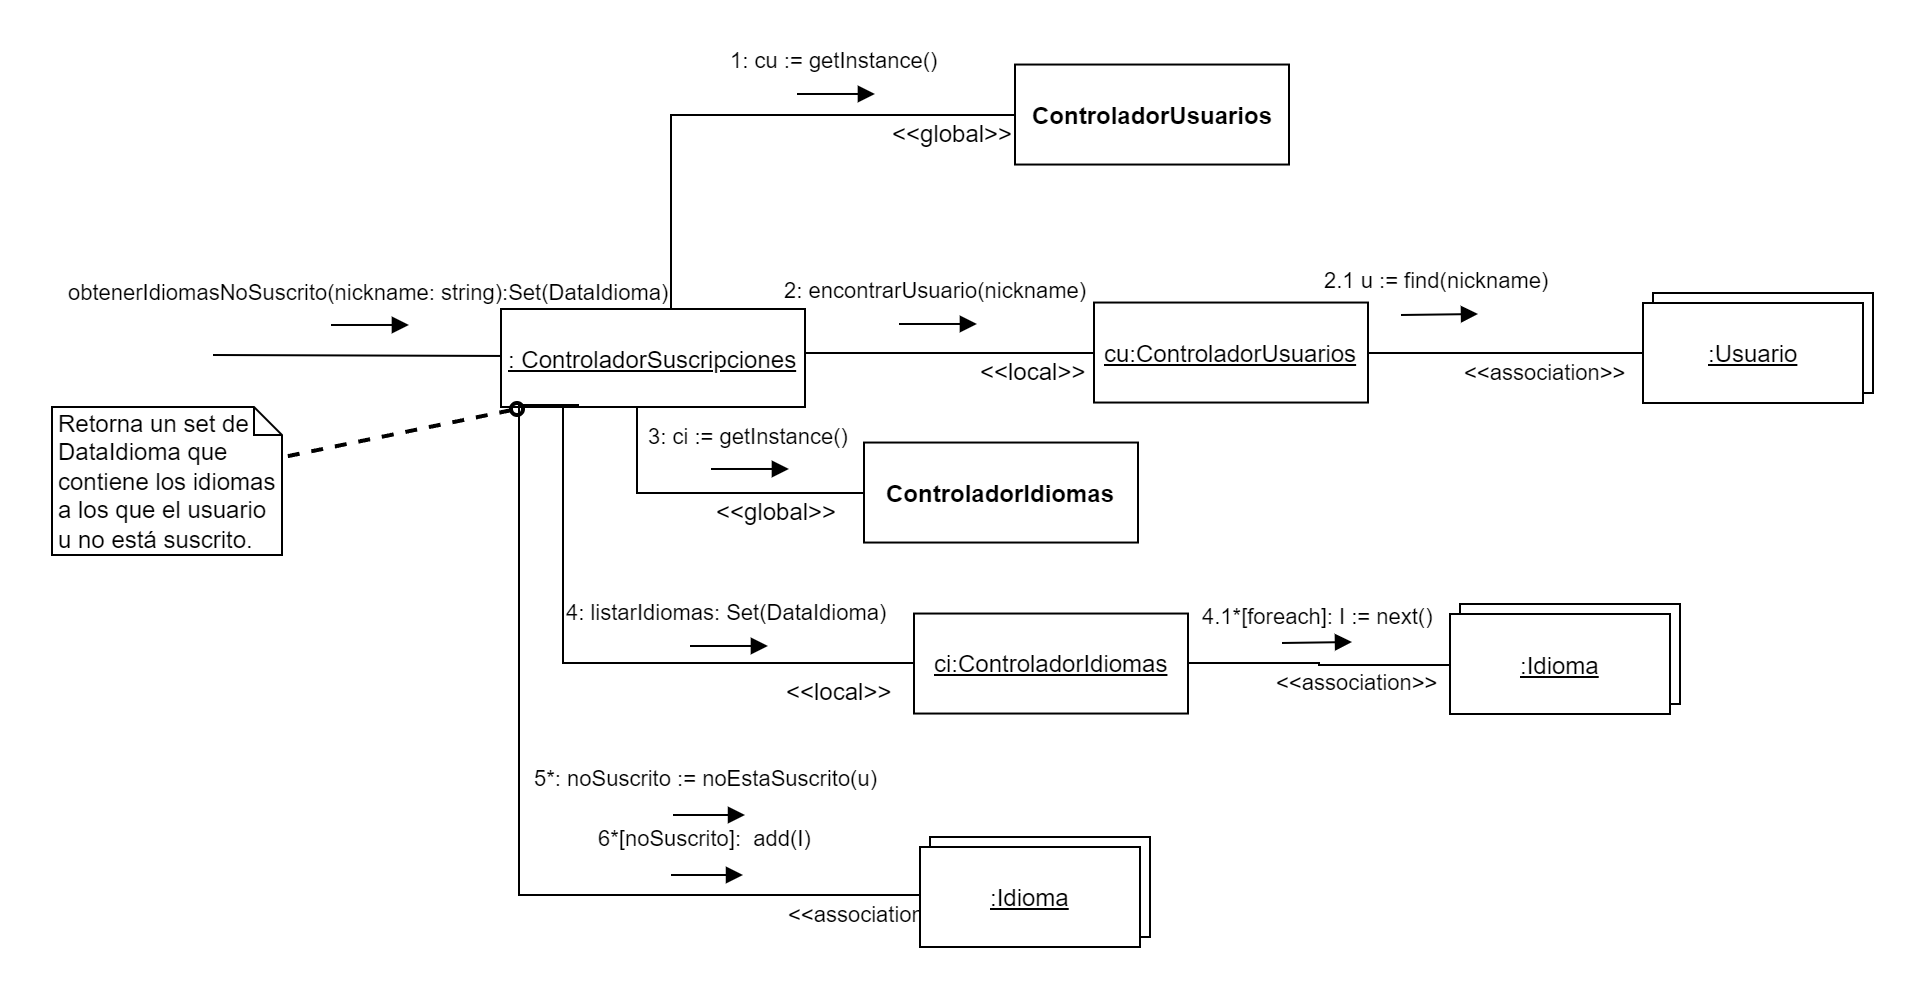 1: cu := getInstance()
ControladorUsuarios
<<global>>
obtenerIdiomasNoSuscrito(nickname: string):Set(DataIdioma)
2: encontrarUsuario(nickname)
2.1 u := find(nickname)
: ControladorSuscripciones
cu:ControladorUsuarios
:Usuario
<<local>>
<<association>>
Retorna un set de
DataIdioma que
contiene los idiomas
a los que el usuario
u no está suscrito.
3: ci := getInstance()
ControladorIdiomas
<<global>>
4: listarIdiomas: Set(DataIdioma)
4.1*[foreach]: I := next()
ci:ControladorIdiomas
:Idioma
<<local>>
<<association>>
5*: noSuscrito := noEstaSuscrito(u)
6*[noSuscrito]:  add(I)
:Idioma
<<association